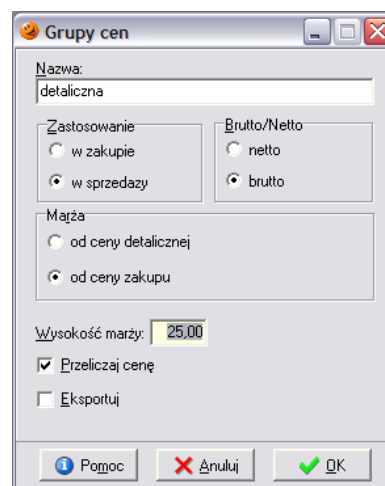 Grupy cen
Nazwa:
detaliczna
Zastosowanie
w zakupie
w sprzedazy
Brutto/Netto
netto
brutto
Marża
od ceny detalicznej
od ceny zakupu
Wysokość marży: 25,00
Przeliczaj cenę
Eksportuj
Pomoc Anuluj OK